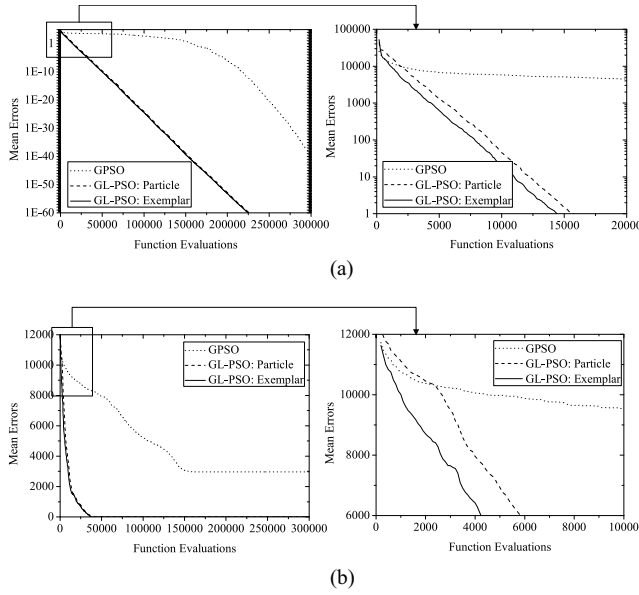 1
1E-10
1E-20
1E-30
1E-40
1E-50
1E-60
Mean Errors
GPSO
GL-PSO: Particle
GL-PSO: Exemplar
0 50000 100000 150000 200000 250000 300000
Function Evaluations
100000
10000
1000
100
10
1
Mean Errors
GPSO
GL-PSO: Particle
GL-PSO: Exemplar
0 5000 10000 15000 20000
Function Evaluations
(a)
12000
10000
8000
6000
4000
2000
0
Mean Errors
GPSO
GL-PSO: Particle
GL-PSO: Exemplar
0 50000 100000 150000 200000 250000 300000
Function Evaluations
12000
10000
8000
6000
Mean Errors
GPSO
GL-PSO: Particle
GL-PSO: Exemplar
0 2000 4000 6000 8000 10000
Function Evaluations
(b)